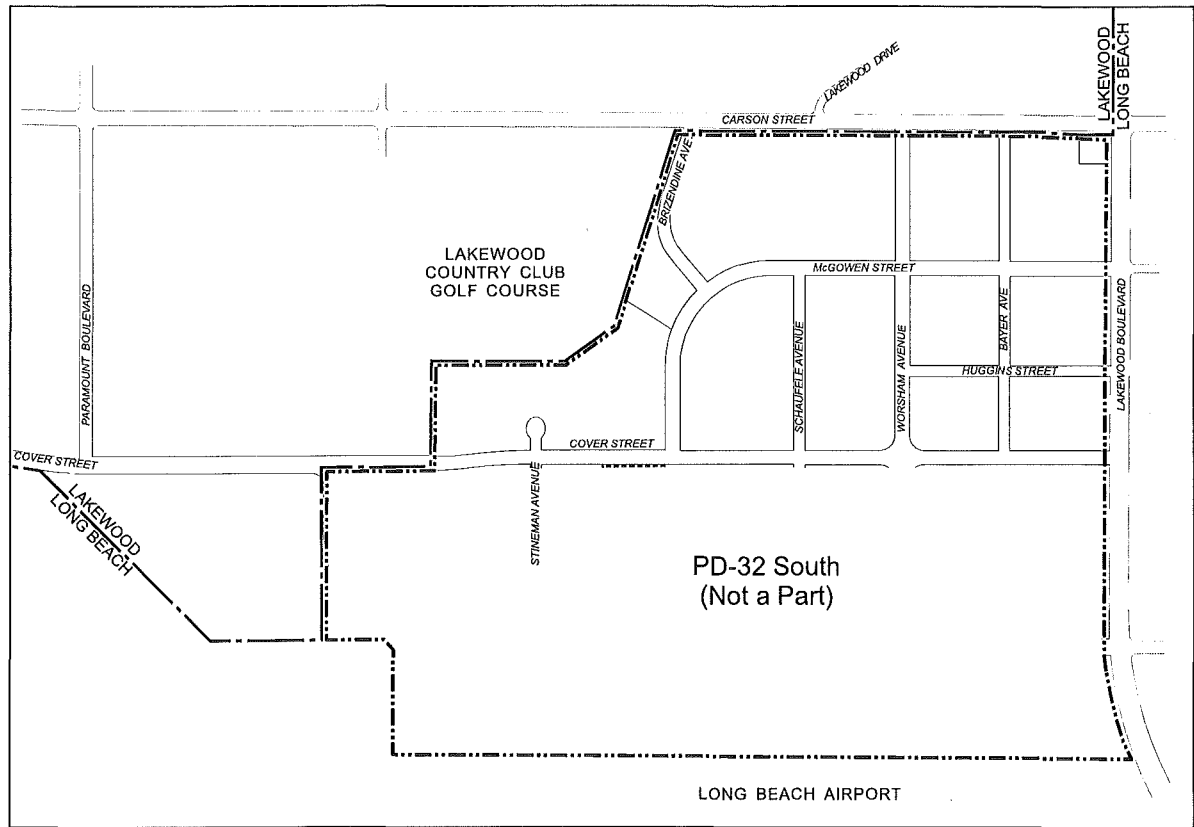 LAKEWOOD
LONG BEACH
LAKEWOOD DRIVE
CARSON STREET
BRIZENDINE AVE
LAKEWOOD
COUNTRY CLUB
GOLF COURSE
McGOWEN STREET
PARAMOUNT BOULEVARD
SCHAUFELE AVENUE
WORSHAM AVENUE
BAYER AVE
LAKEWOOD BOULEVARD
HUGGINS STREET
COVER STREET
COVER STREET
STINEMAN AVENUE
LAKEWOOD
LONG BEACH
PD-32 South
(Not a Part)
LONG BEACH AIRPORT